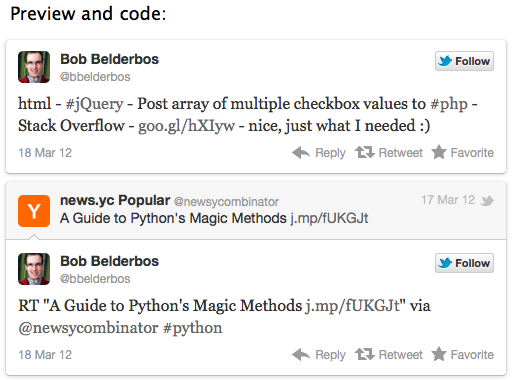 Preview and code:
Bob Belderbos
Follow
@bbelderbos
html - #jQuery - Post array of multiple checkbox values to #php -
Stack Overflow - goo.gl/hXIyw - nice, just what I needed :)
18 Mar 12 Reply Retweet Favorite
Y
news.yc Popular @newsycombinator 17 Mar 12
A Guide to Python's Magic Methods j.mp/fUKGJt
Bob Belderbos
Follow
@bbelderbos
RT "A Guide to Python's Magic Methods j.mp/fUKGJt" via
@newsycombinator #python
18 Mar 12 Reply Retweet Favorite